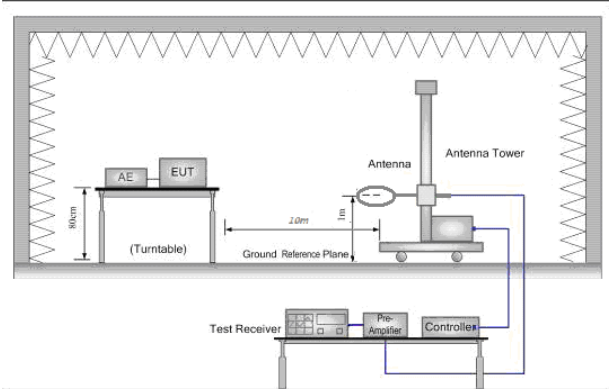 Antenna Tower
Antenna
AE
EUT
80cm
(Turntable)
10m
1m
Ground Reference Plane
Test Receiver
Pre-
Amplifier
Controller